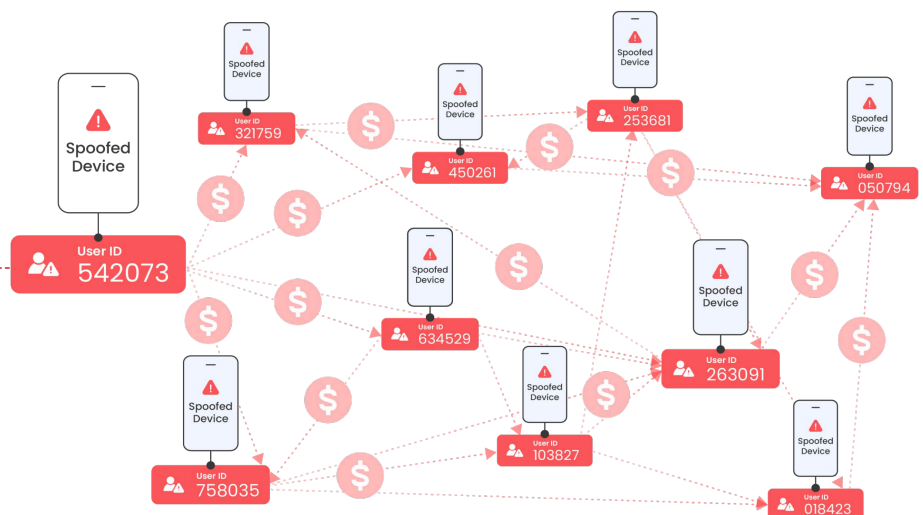 Spoofed
Device
User ID
542073
Spoofed
Device
User ID
321759
Spoofed
Device
User ID
450261
Spoofed
Device
User ID
253681
Spoofed
Device
User ID
050794
Spoofed
Device
User ID
634529
Spoofed
Device
User ID
263091
Spoofed
Device
User ID
758035
Spoofed
Device
User ID
103827
Spoofed
Device
User ID
018423
$
$
$
$
$
$
$
$
$
$
$
$
$